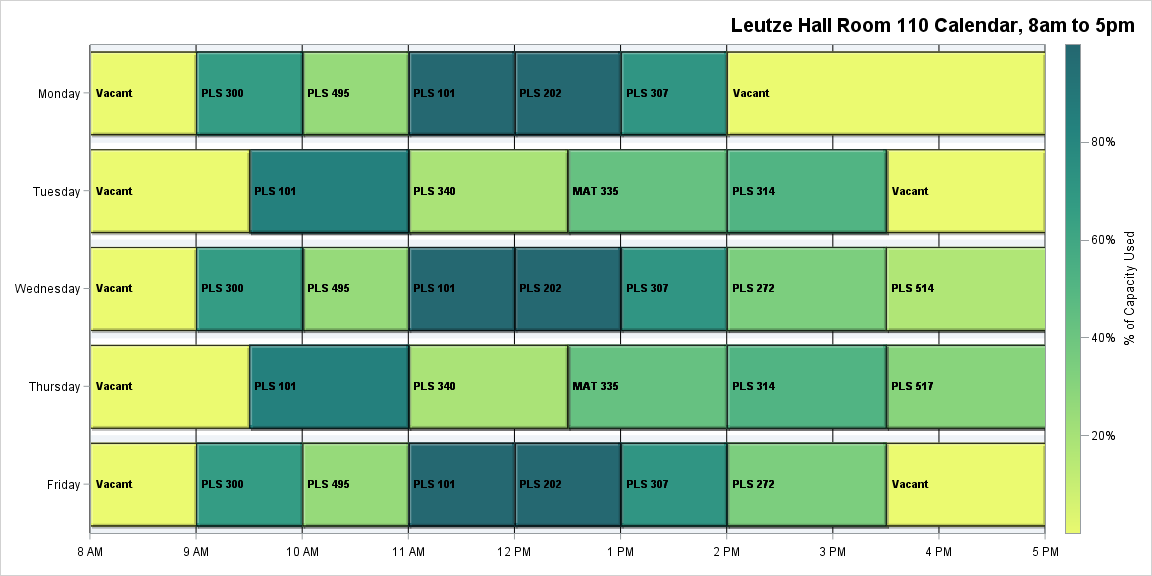 Leutze Hall Room 110 Calendar, 8am to 5pm
Monday
Vacant
PLS 300
PLS 495
PLS 101
PLS 202
PLS 307
Vacant
Tuesday
Vacant
PLS 101
PLS 340
MAT 335
PLS 314
Vacant
Wednesday
Vacant
PLS 300
PLS 495
PLS 101
PLS 202
PLS 307
PLS 272
PLS 514
Thursday
Vacant
PLS 101
PLS 340
MAT 335
PLS 314
PLS 517
Friday
Vacant
PLS 300
PLS 495
PLS 101
PLS 202
PLS 307
PLS 272
Vacant
8 AM
9 AM
10 AM
11 AM
12 PM
1 PM
2 PM
3 PM
4 PM
5 PM
80%
60%
40%
20%
% of Capacity Used